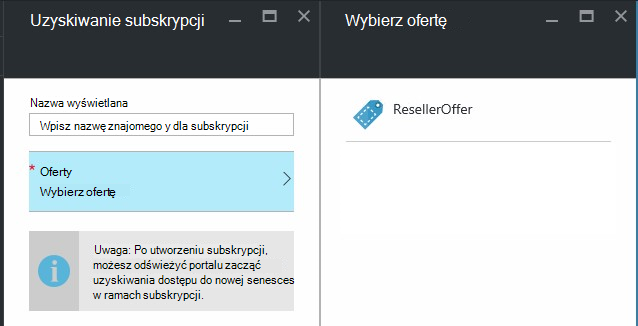 Uzyskiwanie subskrypcji
Nazwa wyświetlana
Wpisz nazwę znajomego y dla subskrypcji
* Oferty
Wybierz ofertę
Uwaga: Po utworzeniu subskrypcji,
możesz odświeżyć portalu zacząć
uzyskiwania dostępu do nowej senesces
w ramach subskrypcji.
Wybierz ofertę
ResellerOffer